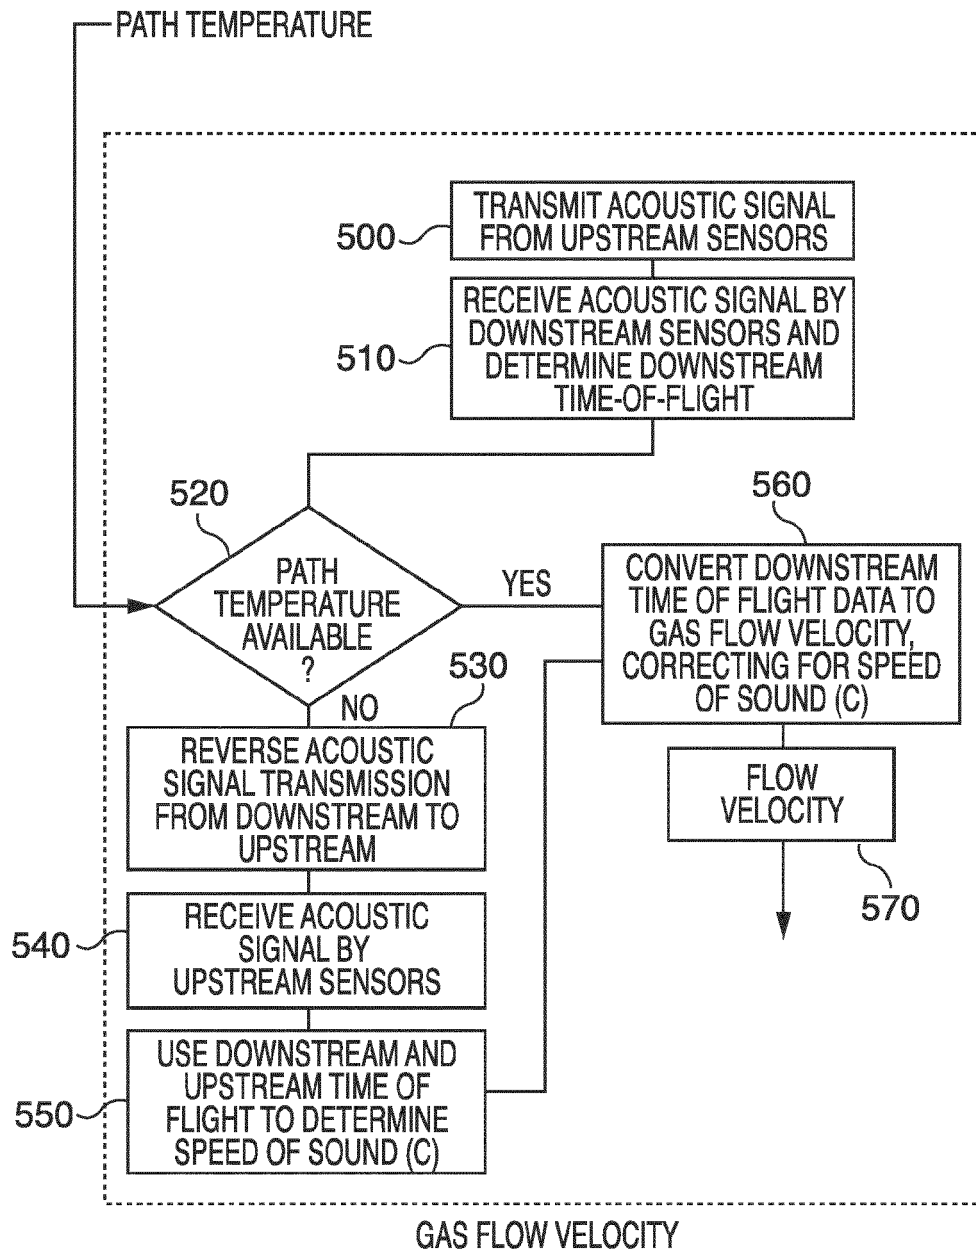 PATH TEMPERATURE
500
TRANSMIT ACOUSTIC SIGNAL
FROM UPSTREAM SENSORS
510
RECEIVE ACOUSTIC SIGNAL BY
DOWNSTREAM SENSORS AND
DETERMINE DOWNSTREAM
TIME-OF-FLIGHT
520
PATH
TEMPERATURE
AVAILABLE
?
YES
NO
560
CONVERT DOWNSTREAM
TIME OF FLIGHT DATA TO
GAS FLOW VELOCITY,
CORRECTING FOR SPEED
OF SOUND (C)
530
REVERSE ACOUSTIC
SIGNAL TRANSMISSION
FROM DOWNSTREAM TO
UPSTREAM
FLOW
VELOCITY
570
540
RECEIVE ACOUSTIC
SIGNAL BY
UPSTREAM SENSORS
550
USE DOWNSTREAM AND
UPSTREAM TIME OF
FLIGHT TO DETERMINE
SPEED OF SOUND (C)
GAS FLOW VELOCITY